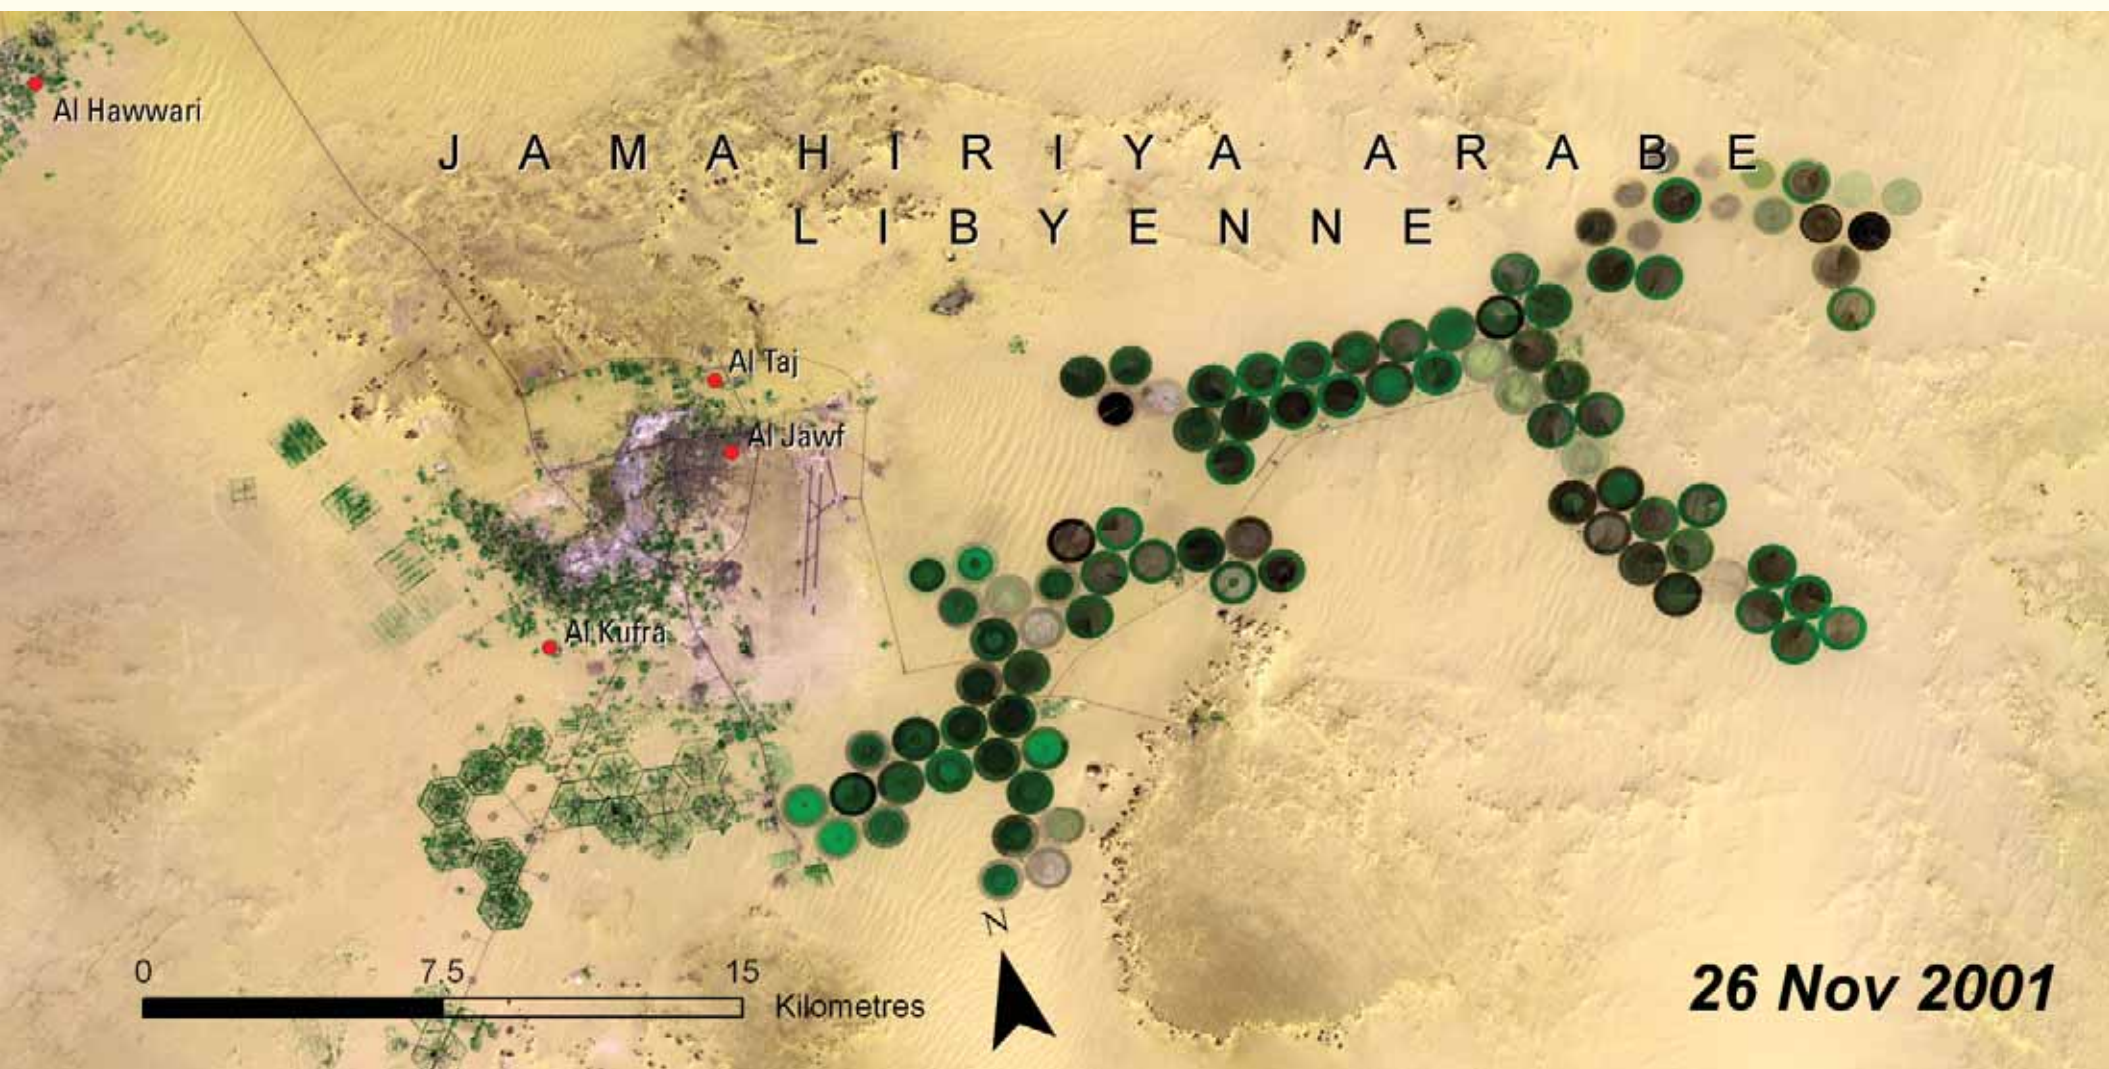 Al Hawwari
J A M A H I R I Y A A R A B E
L I B Y E N N E
Al Taj
Al Jawf
Al Kufra
N
0 7.5 15
Kilometres
26 Nov 2001